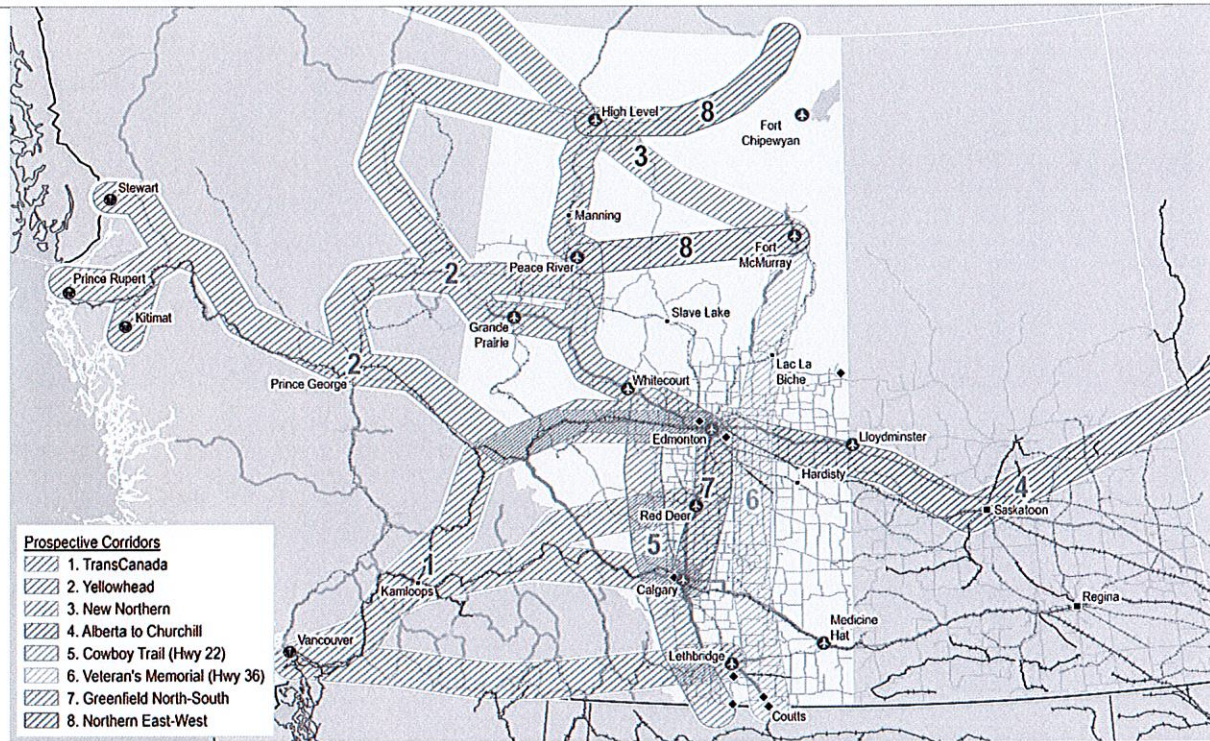 High Level
8
Fort
Chipewyan
3
Stewart
Manning
Fort
McMurray
8
Peace River
Prince Rupert
2
Kitimat
Grande
Prairie
Slave Lake
2
Prince George
Whitecourt
Lac La
Biche
Edmonton
Lloydminster
Hardisty
7
6
4
Red Deer
Saskatoon
5
1
Kamloops
Calgary
Regina
Medicine
Hat
Vancouver
Lethbridge
Coutts
Prospective Corridors
1. TransCanada
2. Yellowhead
3. New Northern
4. Alberta to Churchill
5. Cowboy Trail (Hwy 22)
6. Veteran's Memorial (Hwy 36)
7. Greenfield North-South
8. Northern East-West